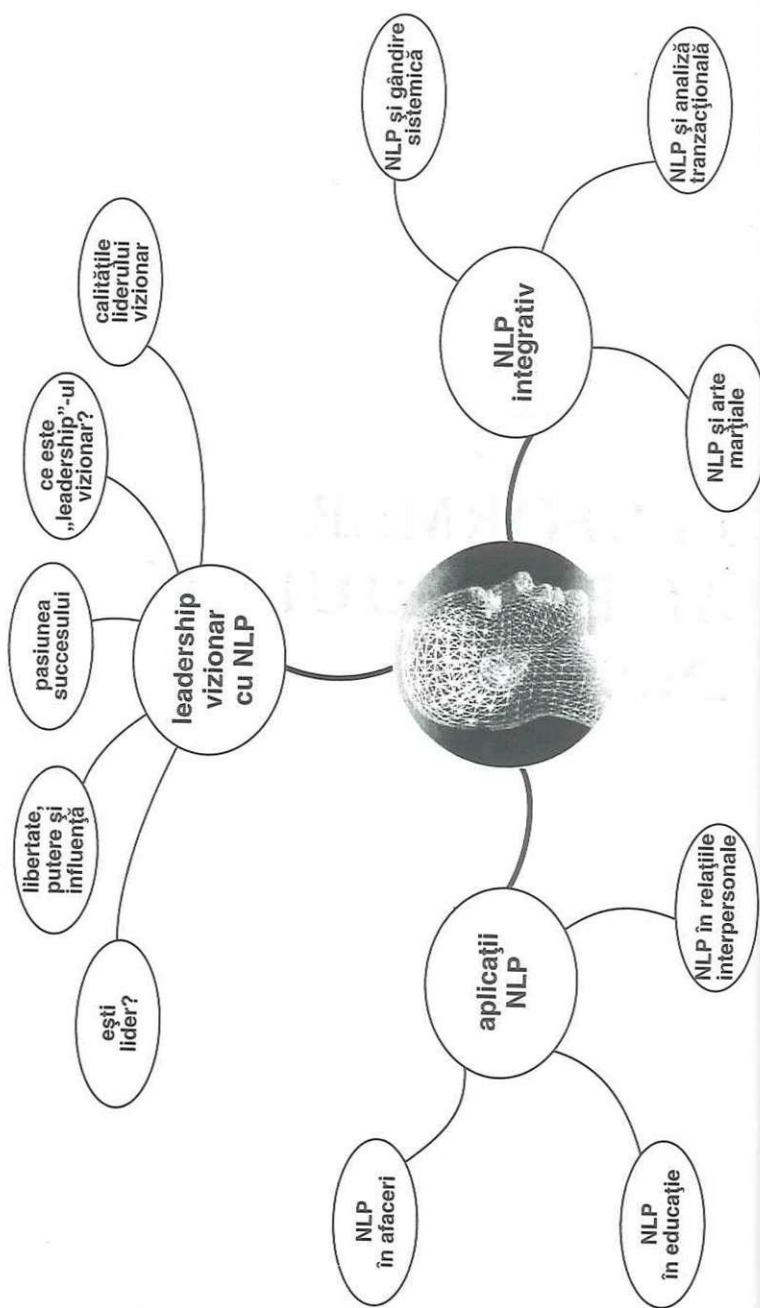 ești
lider?
libertate,
putere și
influență
pasiunea
succesului
ce este
„leadership”-ul
vizionar?
calitățile
liderului
vizionar
leadership
vizionar
cu NLP
aplicații
NLP
NLP
în afaceri
NLP
în educație
NLP în relațiile
interpersonale
NLP
integrativ
NLP și gândire
sistemică
NLP și analiză
tranzacțională
NLP și arte
marțiale